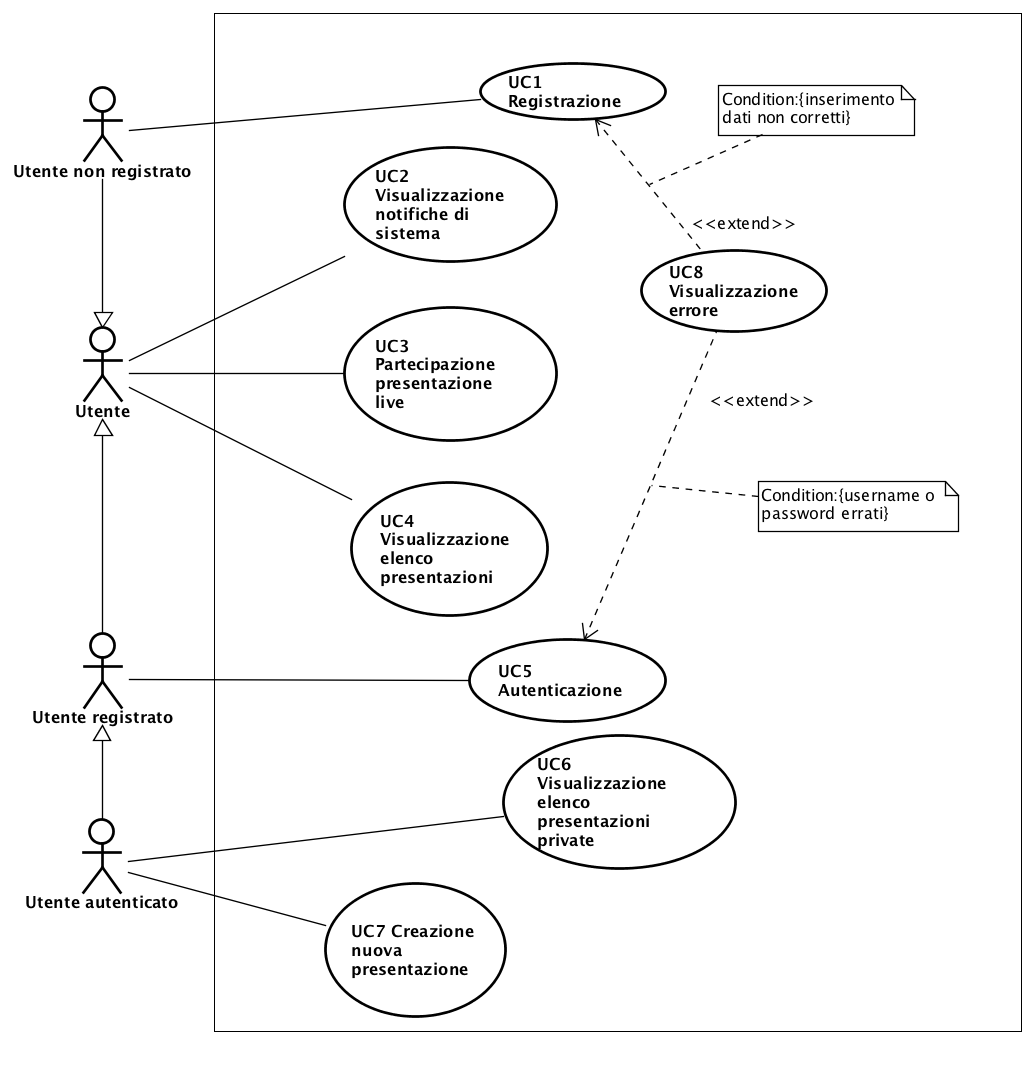 UC1
Registrazione
Condition:{inserimento
dati non corretti}
Utente non registrato
UC2
Visualizzazione
notifiche di
sistema
<<extend>>
UC8
Visualizzazione
errore
UC3
Partecipazione
presentazione
live
Utente
<<extend>>
UC4
Visualizzazione
elenco
presentazioni
Condition:{username o
password errati}
UC5
Autenticazione
Utente registrato
UC6
Visualizzazione
elenco
presentazioni
private
Utente autenticato
UC7 Creazione
nuova
presentazione